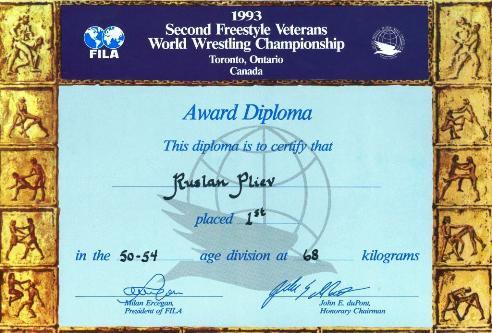 1993
Second Freestyle Veterans
World Wrestling Championship
Toronto, Ontario
Canada
FILA
Award Diploma
This diploma is to certify that
Ruslan Pliev
placed 1st
in the 50-54 age division at 68 kilograms
Milan Ercegan, John E. duPont,
President of FILA Honorary Chairman